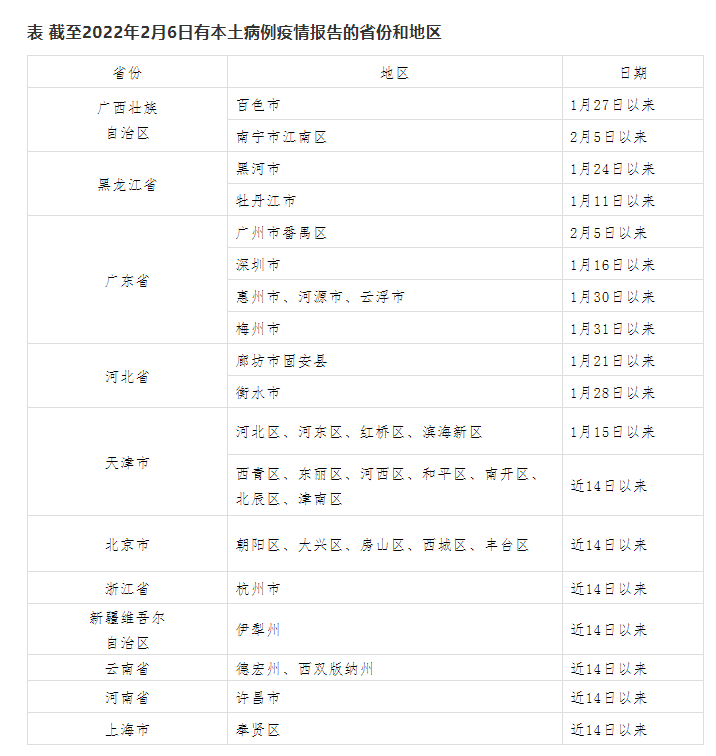 表 截至2022年2月6日有本土病例疫情报告的省份和地区
省份 地区 日期
广西壮族
自治区
百色市 1月27日以来
南宁市江南区 2月5日以来
黑龙江省
黑河市 1月24日以来
牡丹江市 1月11日以来
广东省
广州市番禺区 2月5日以来
深圳市 1月16日以来
惠州市、河源市、云浮市 1月30日以来
梅州市 1月31日以来
河北省
廊坊市固安县 1月21日以来
衡水市 1月28日以来
天津市
河北区、河东区、红桥区、滨海新区 1月15日以来
西青区、东丽区、河西区、和平区、南开区、
北辰区、津南区
近14日以来
北京市 朝阳区、大兴区、房山区、西城区、丰台区 近14日以来
浙江省 杭州市 近14日以来
新疆维吾尔
自治区
伊犁州 近14日以来
云南省 德宏州、西双版纳州 近14日以来
河南省 许昌市 近14日以来
上海市 奉贤区 近14日以来